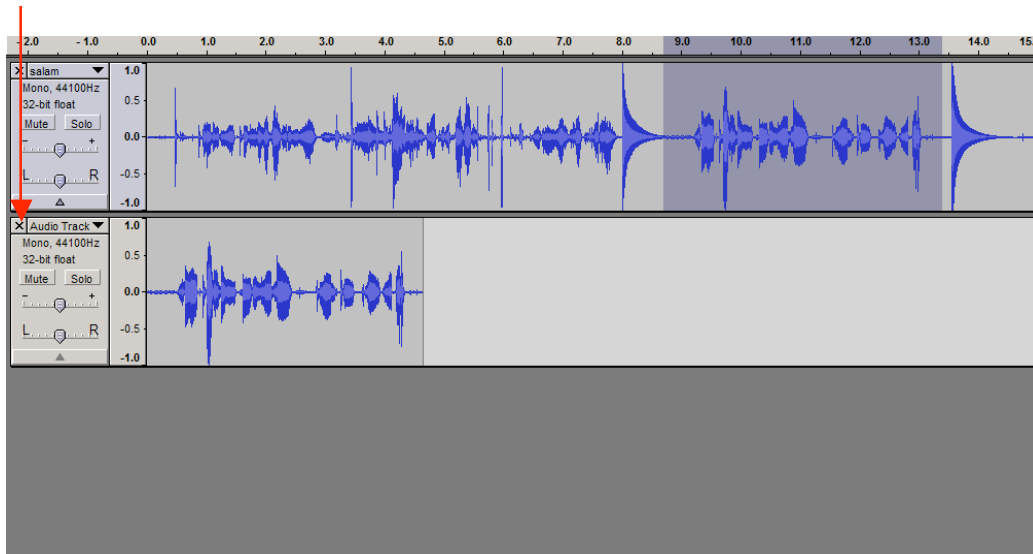 - 2.0 - 1.0 0.0 1.0 2.0 3.0 4.0 5.0 6.0 7.0 8.0 9.0 10.0 11.0 12.0 13.0 14.0 15.
X salam ▼ 1.0
Mono, 44100Hz
32-bit float 0.5
Mute Solo
- + 0.0
L R -0.5
-1.0
X Audio Track ▼ 1.0
Mono, 44100Hz
32-bit float 0.5
Mute Solo
- + 0.0
L R -0.5
-1.0